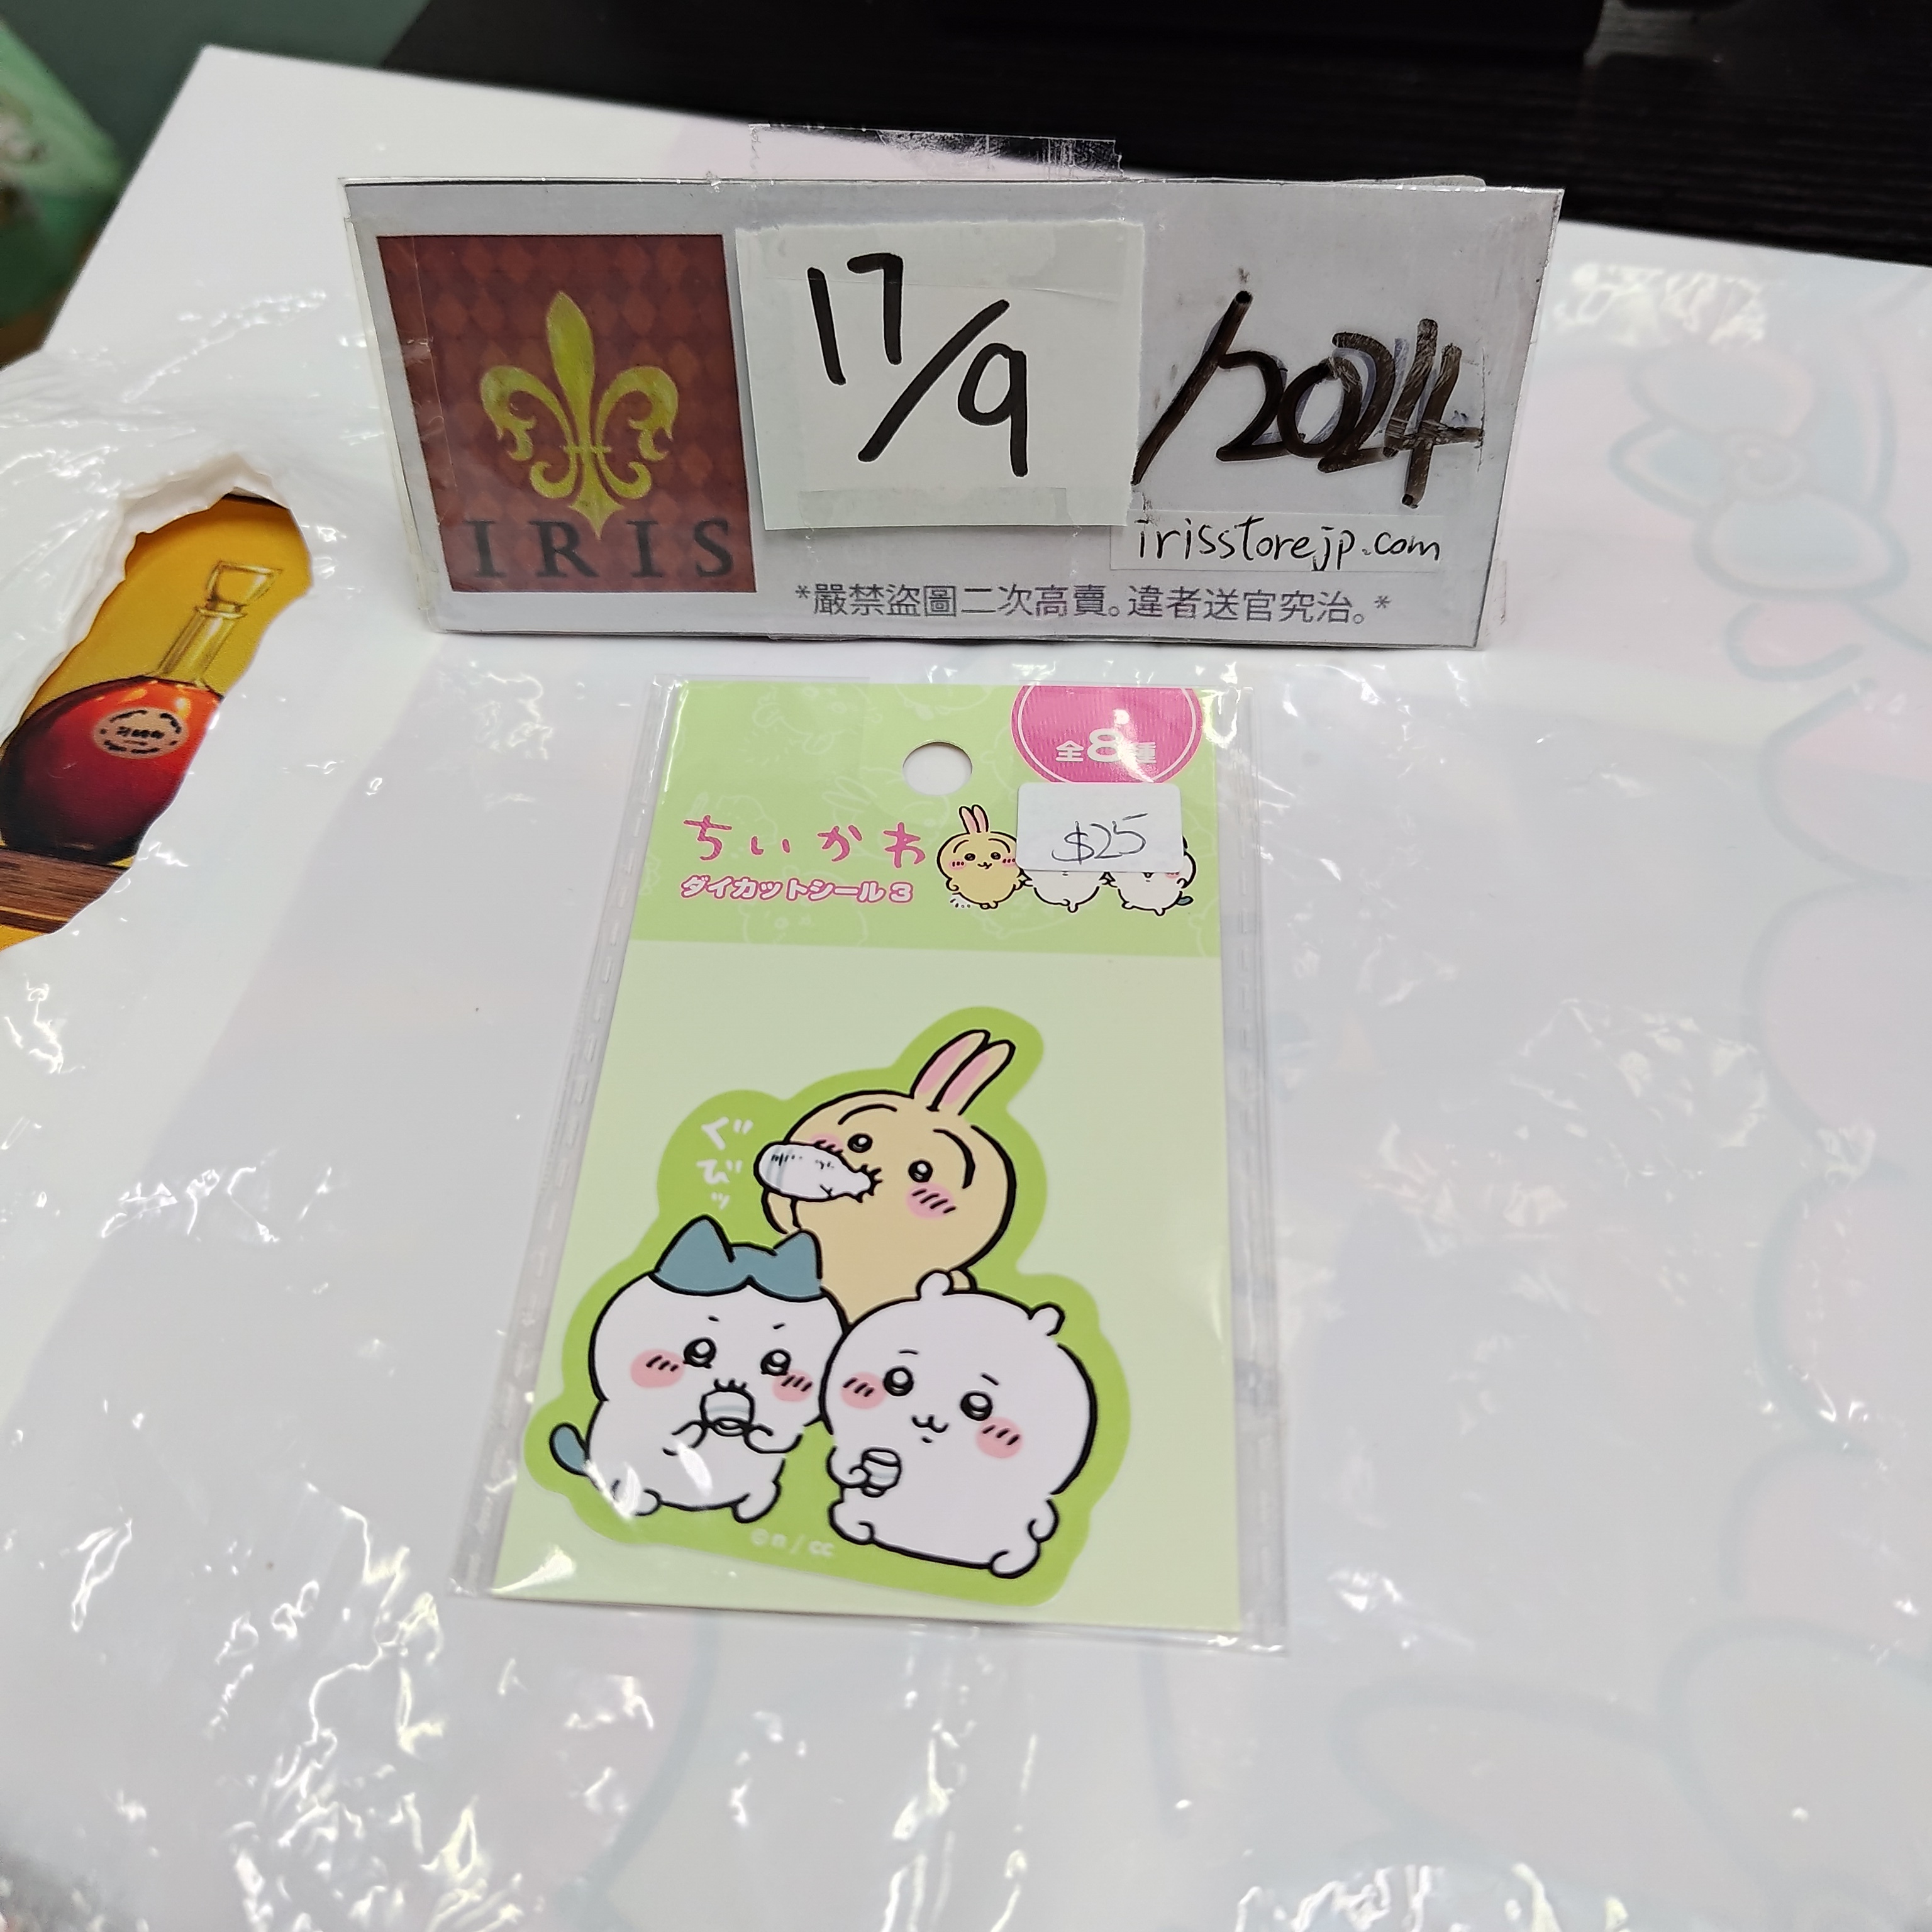 17/9
/2024
IRIS
irisstorejp.com
*嚴禁盜圖二次高賣。違者送官究治。*
全8種
$25
ちいかわ
ダイカットシール3
ぐびッ
©n/cc